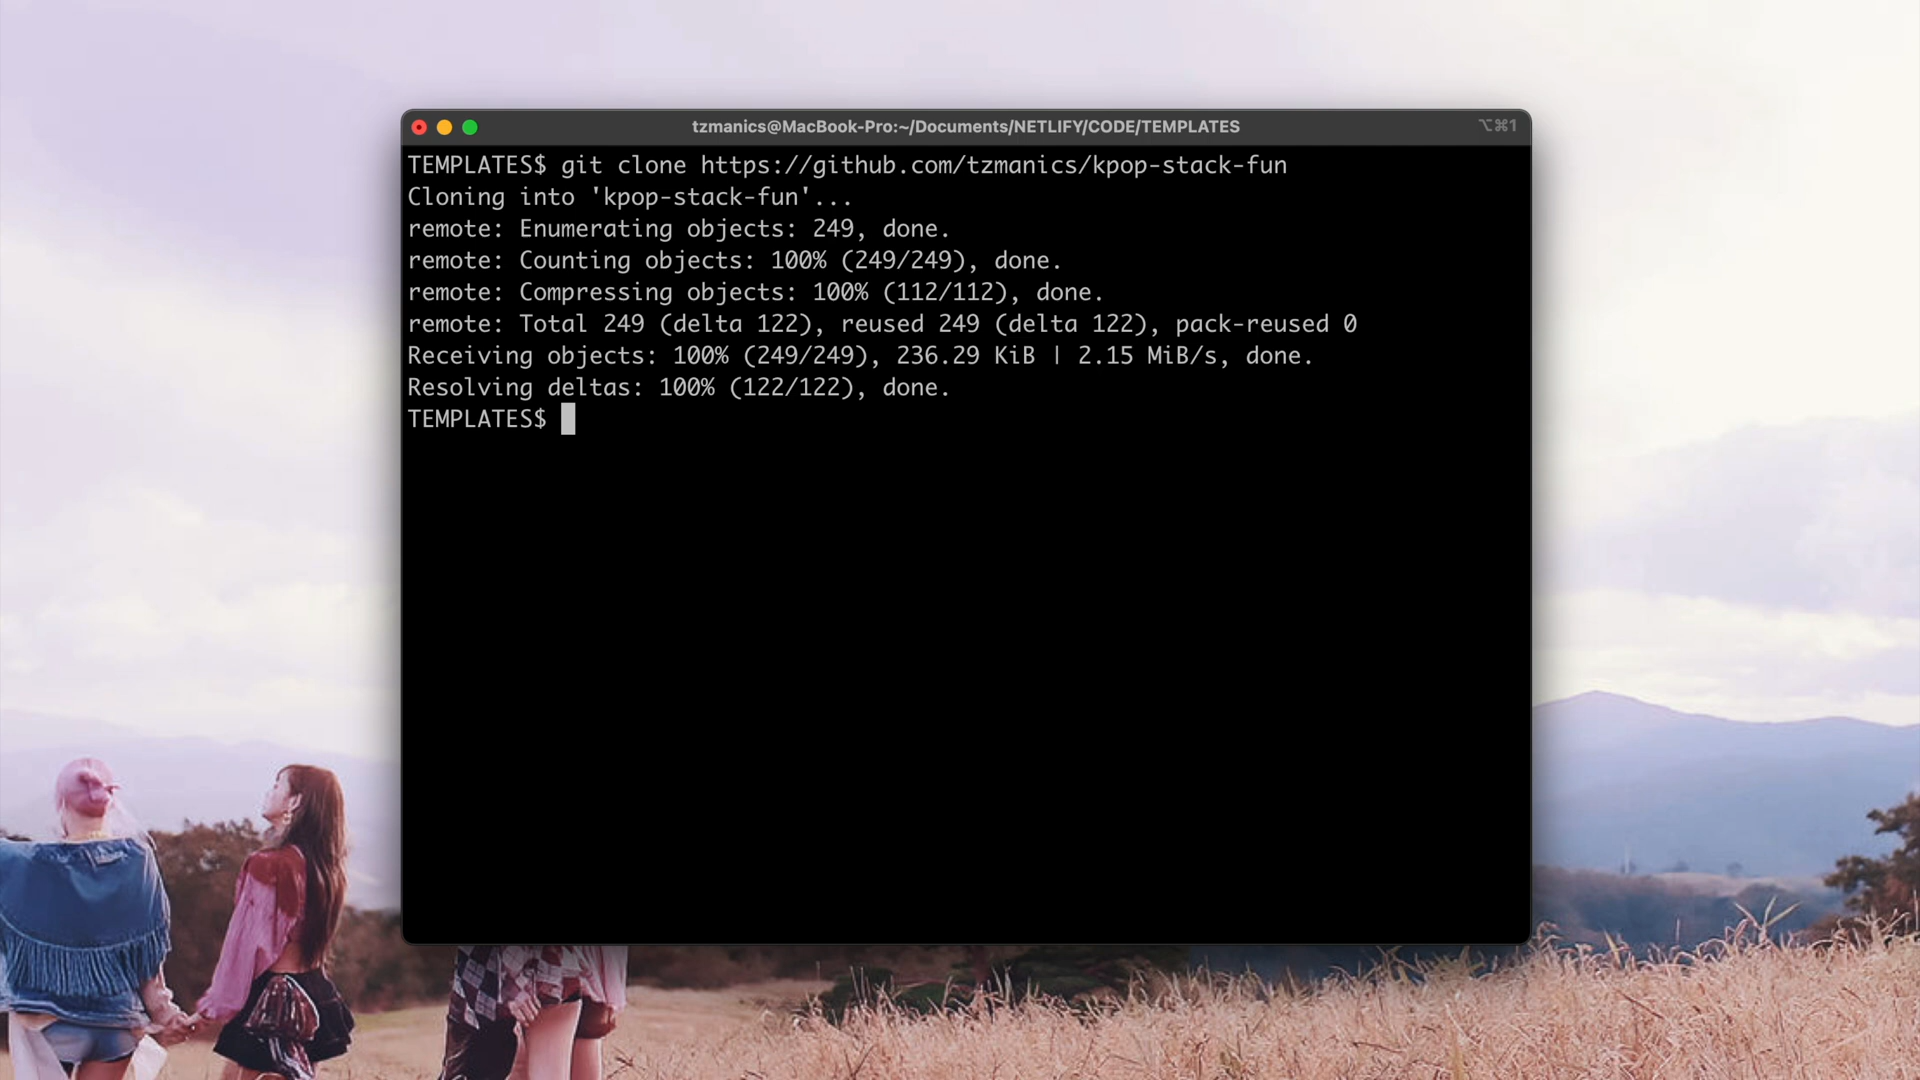 tzmanics@MacBook-Pro:~/Documents/NETLIFY/CODE/TEMPLATES
⌥⌘1
TEMPLATES$ git clone https://github.com/tzmanics/kpop-stack-fun
Cloning into 'kpop-stack-fun'...
remote: Enumerating objects: 249, done.
remote: Counting objects: 100% (249/249), done.
remote: Compressing objects: 100% (112/112), done.
remote: Total 249 (delta 122), reused 249 (delta 122), pack-reused 0
Receiving objects: 100% (249/249), 236.29 KiB | 2.15 MiB/s, done.
Resolving deltas: 100% (122/122), done.
TEMPLATES$